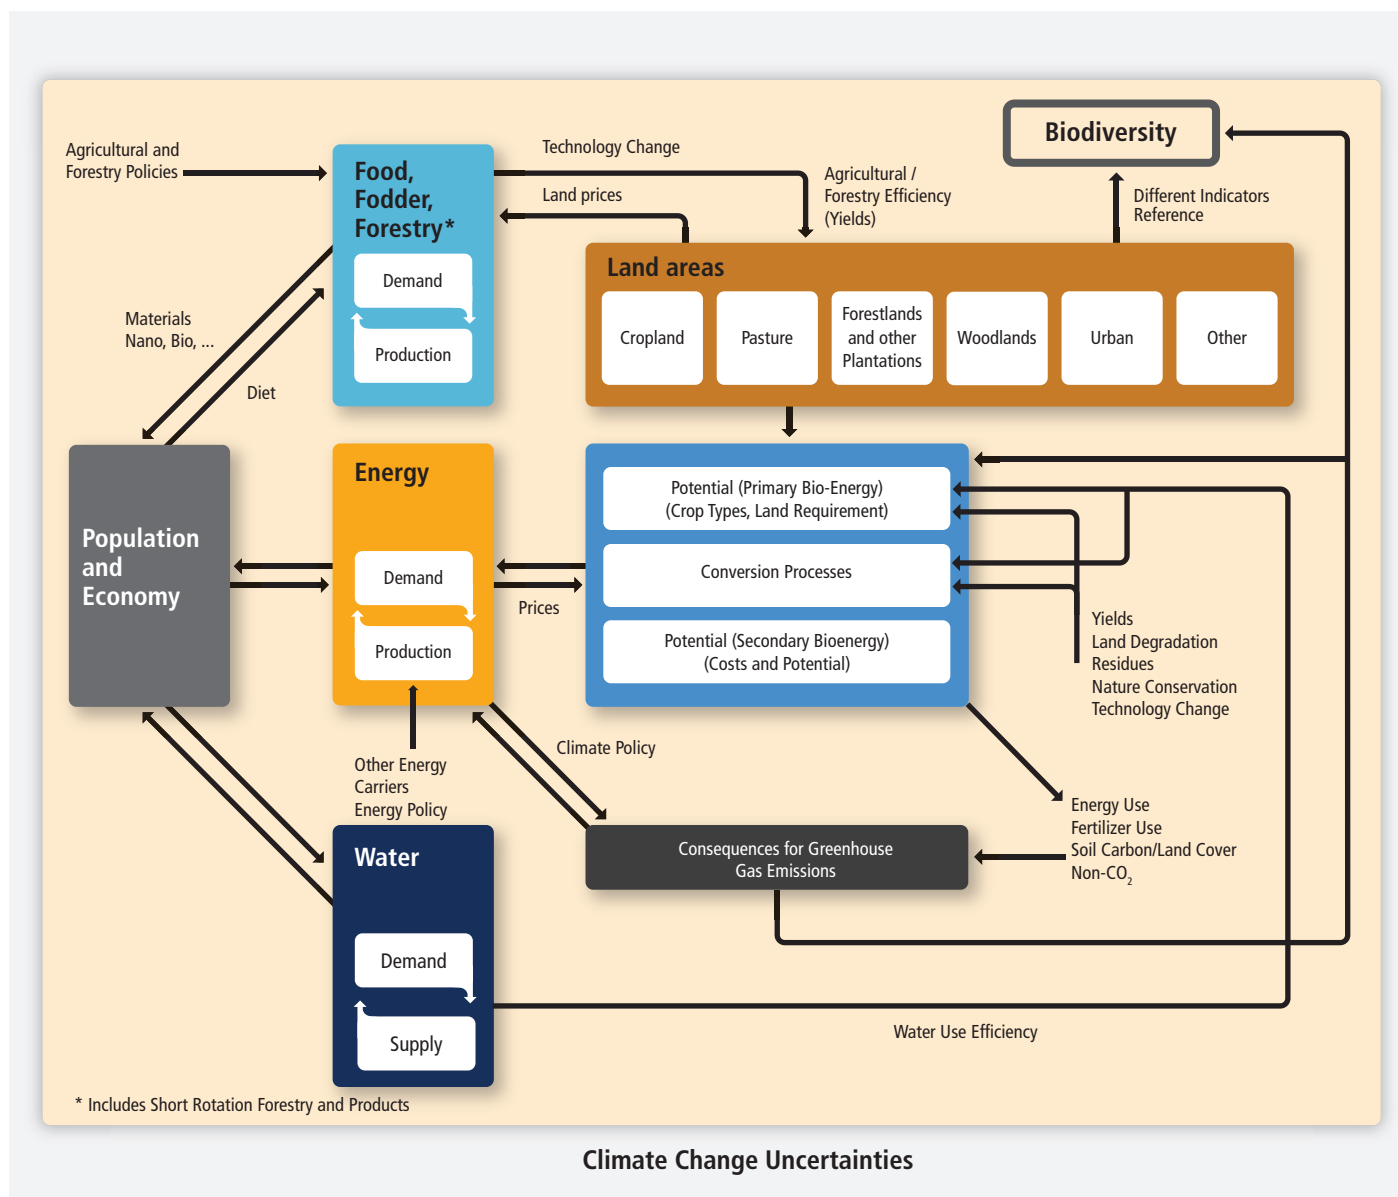 Agricultural and
Forestry Policies
Food,
Fodder,
Forestry*
Demand
Production
Technology Change
Land prices
Agricultural /
Forestry Efficiency
(Yields)
Biodiversity
Different Indicators
Reference
Land areas
Cropland
Pasture
Forestlands
and other
Plantations
Woodlands
Urban
Other
Materials
Nano, Bio, ...
Diet
Population
and
Economy
Energy
Demand
Production
Prices
Potential (Primary Bio-Energy)
(Crop Types, Land Requirement)
Conversion Processes
Potential (Secondary Bioenergy)
(Costs and Potential)
Yields
Land Degradation
Residues
Nature Conservation
Technology Change
Climate Policy
Other Energy
Carriers
Energy Policy
Energy Use
Fertilizer Use
Soil Carbon/Land Cover
Non-CO₂
Consequences for Greenhouse
Gas Emissions
Water
Demand
Supply
Water Use Efficiency
* Includes Short Rotation Forestry and Products
Climate Change Uncertainties